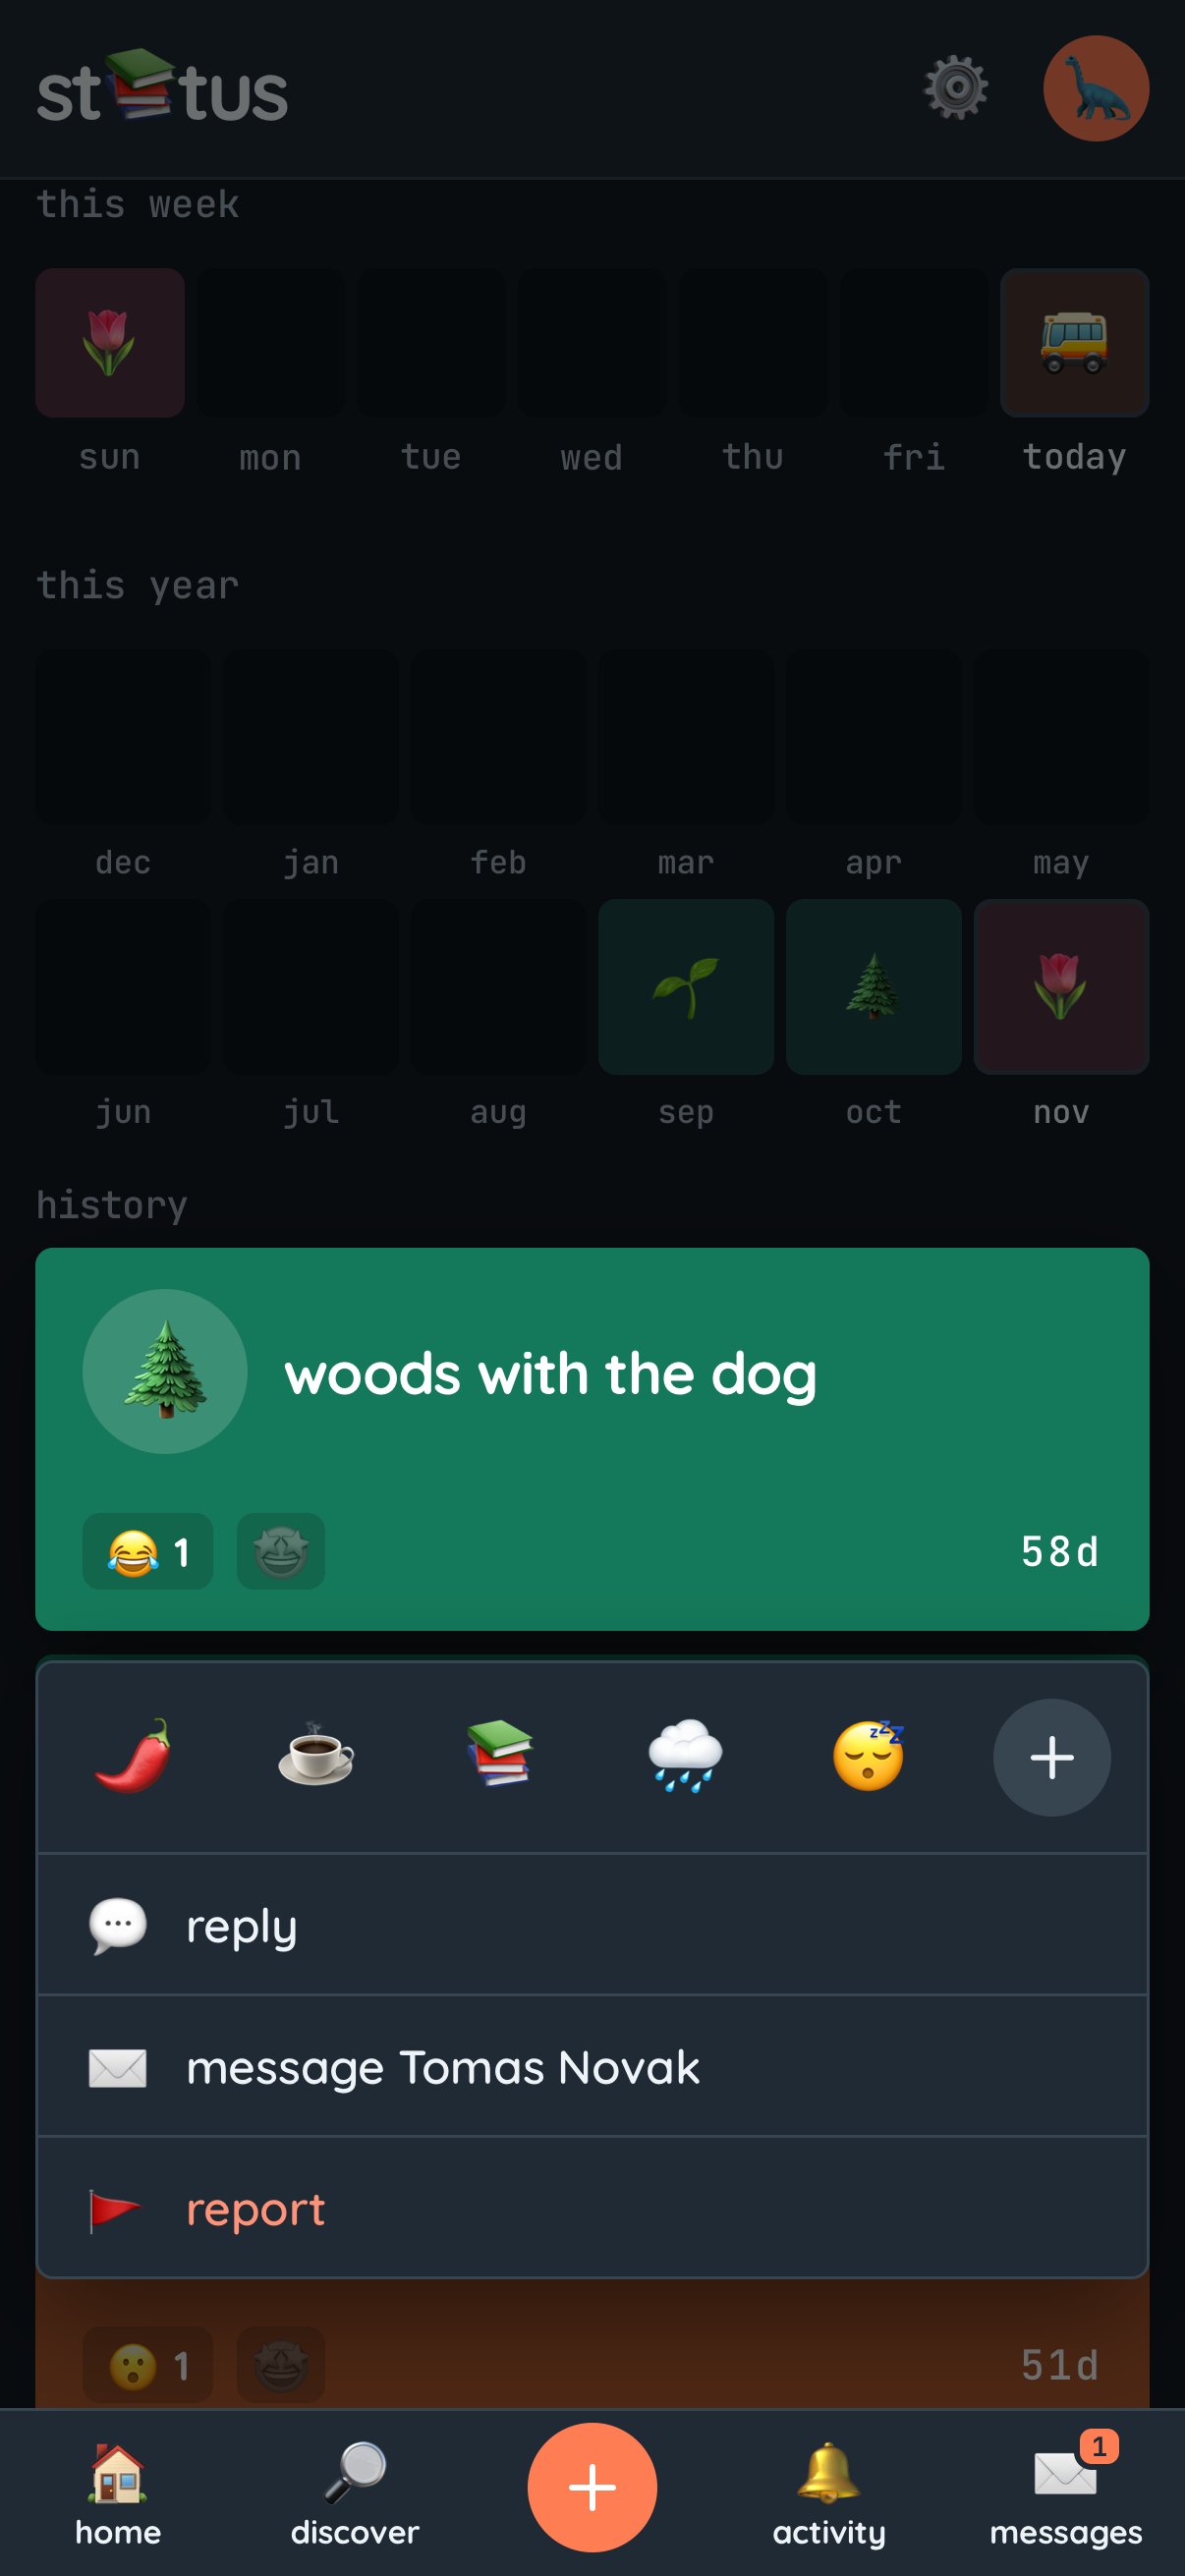 st📚tus
this week
sun mon tue wed thu fri today
this year
dec jan feb mar apr may
jun jul aug sep oct nov
history
woods with the dog
1 58d
reply
message Tomas Novak
report
1 51d
1
home discover activity messages